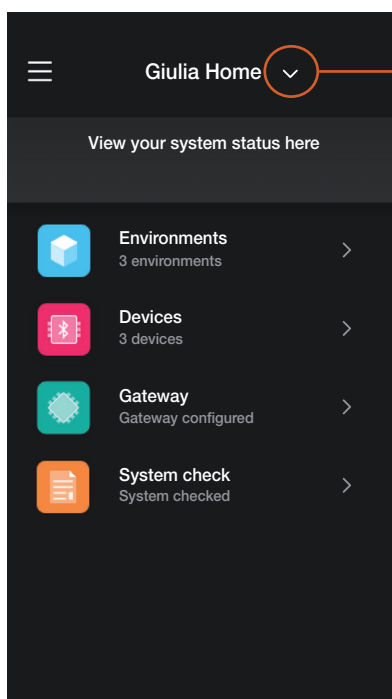 Giulia Home
View your system status here
Environments
3 environments
Devices
3 devices
Gateway
Gateway configured
System check
System checked